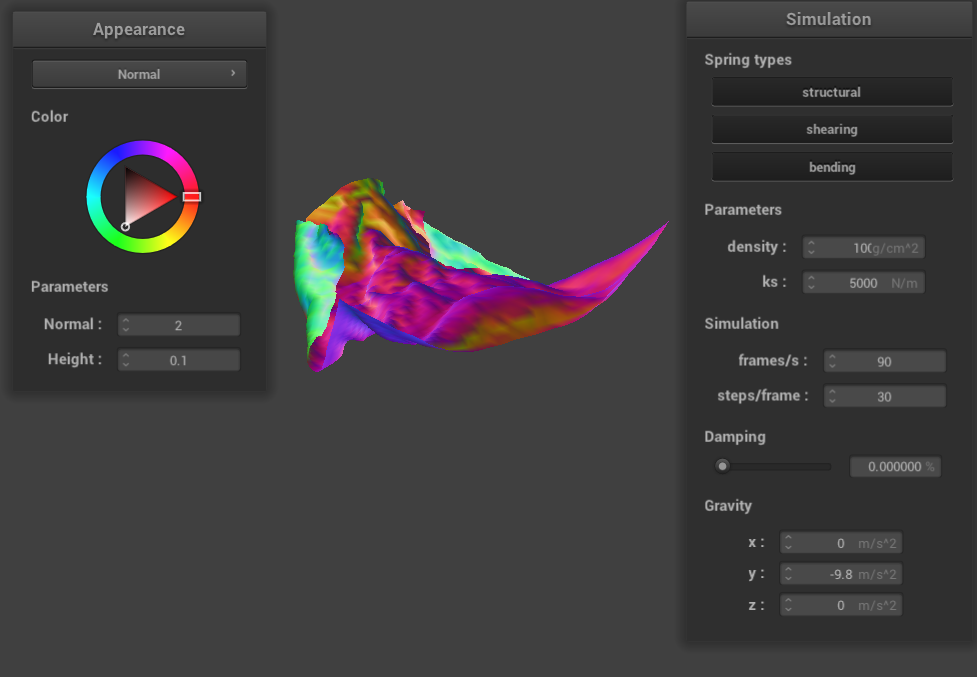 Appearance
Normal
Color
Parameters
Normal : 2
Height : 0.1
Simulation
Spring types
structural
shearing
bending
Parameters
density : 10 g/cm^2
ks : 5000 N/m
Simulation
frames/s : 90
steps/frame : 30
Damping
0.000000 %
Gravity
x : 0 m/s^2
y : -9.8 m/s^2
z : 0 m/s^2